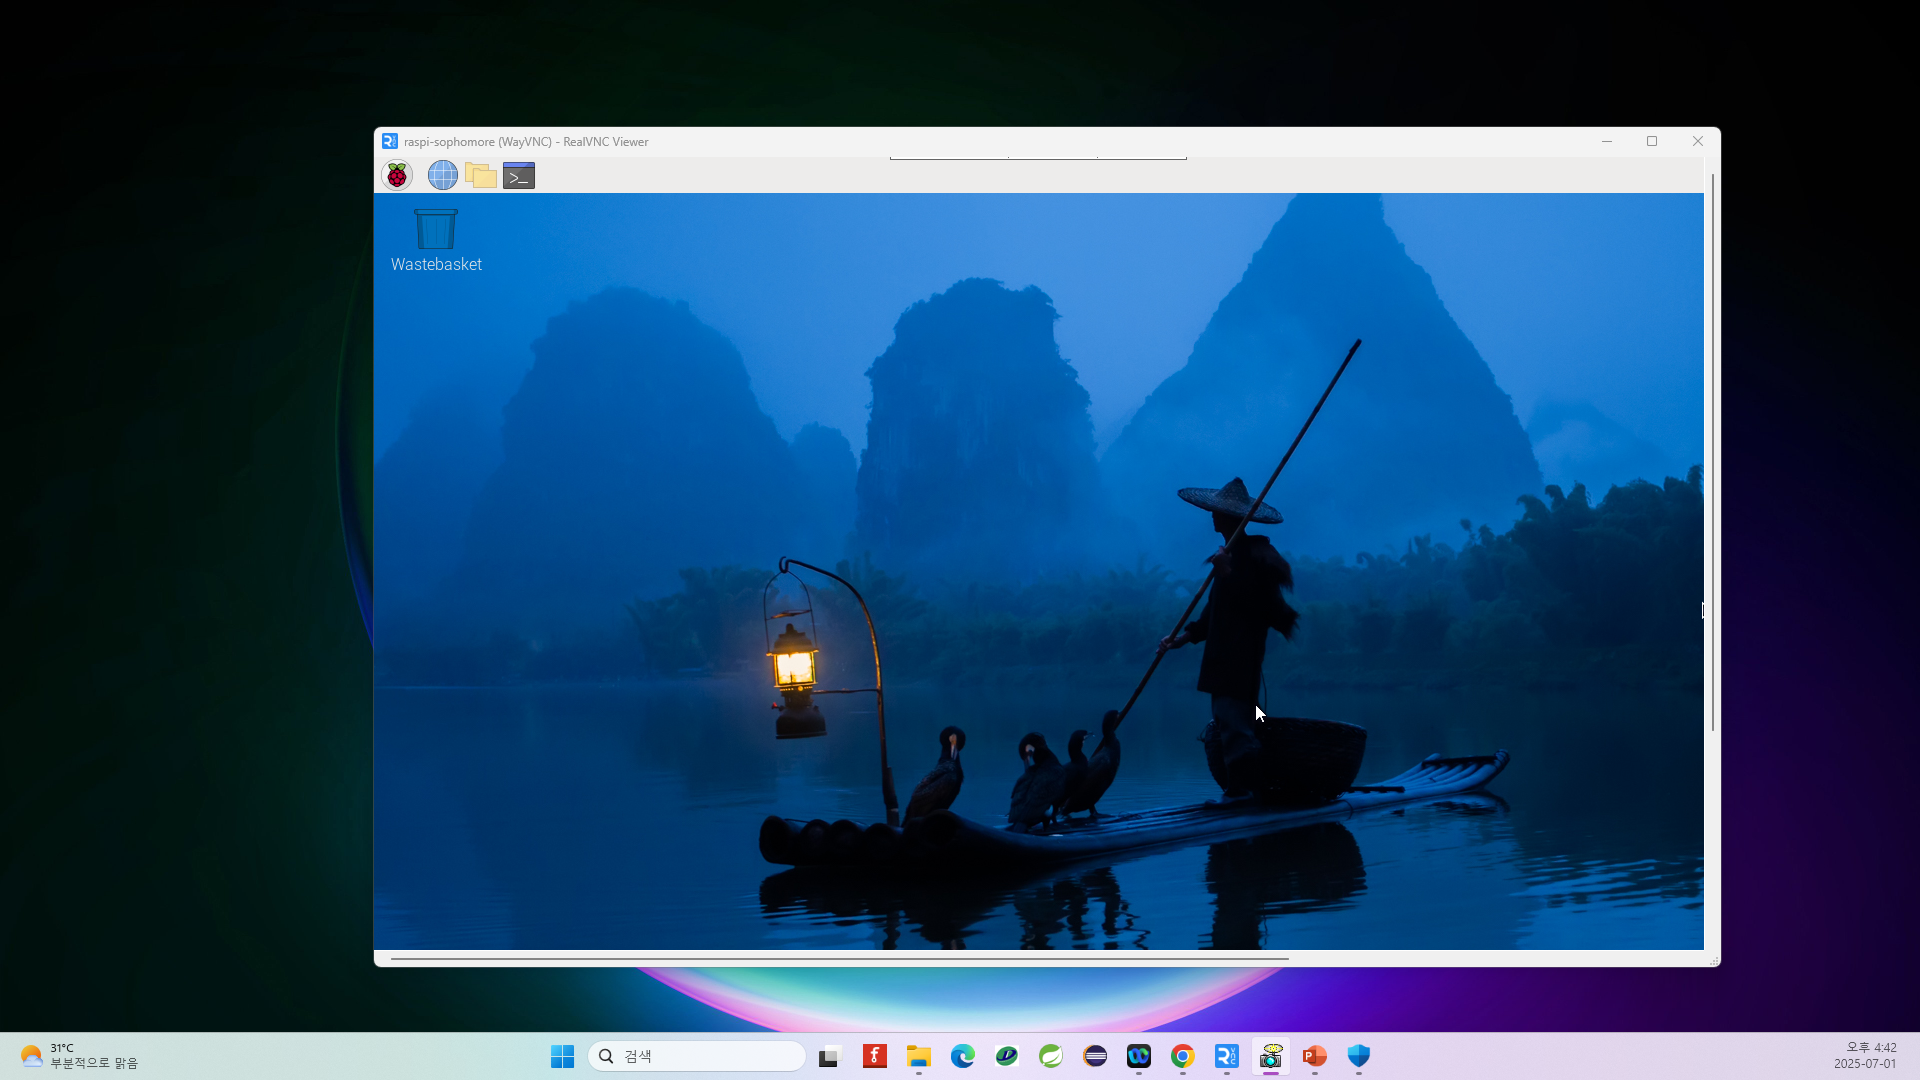 raspi-sophomore (WayVNC) - RealVNC Viewer
Wastebasket
31°C
부분적으로 맑음
검색
오후 4:42
2025-07-01